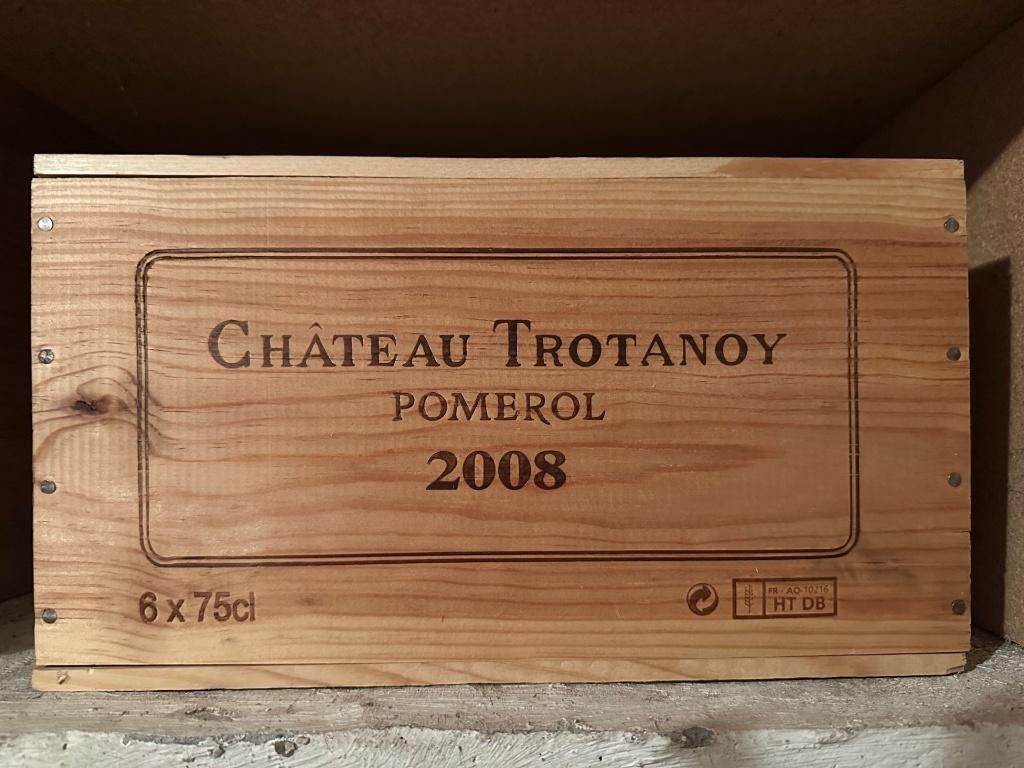 CHÂTEAU TROTANOY
POMEROL
2008
6 x 75cl
FR - AQ-10216
HT DB